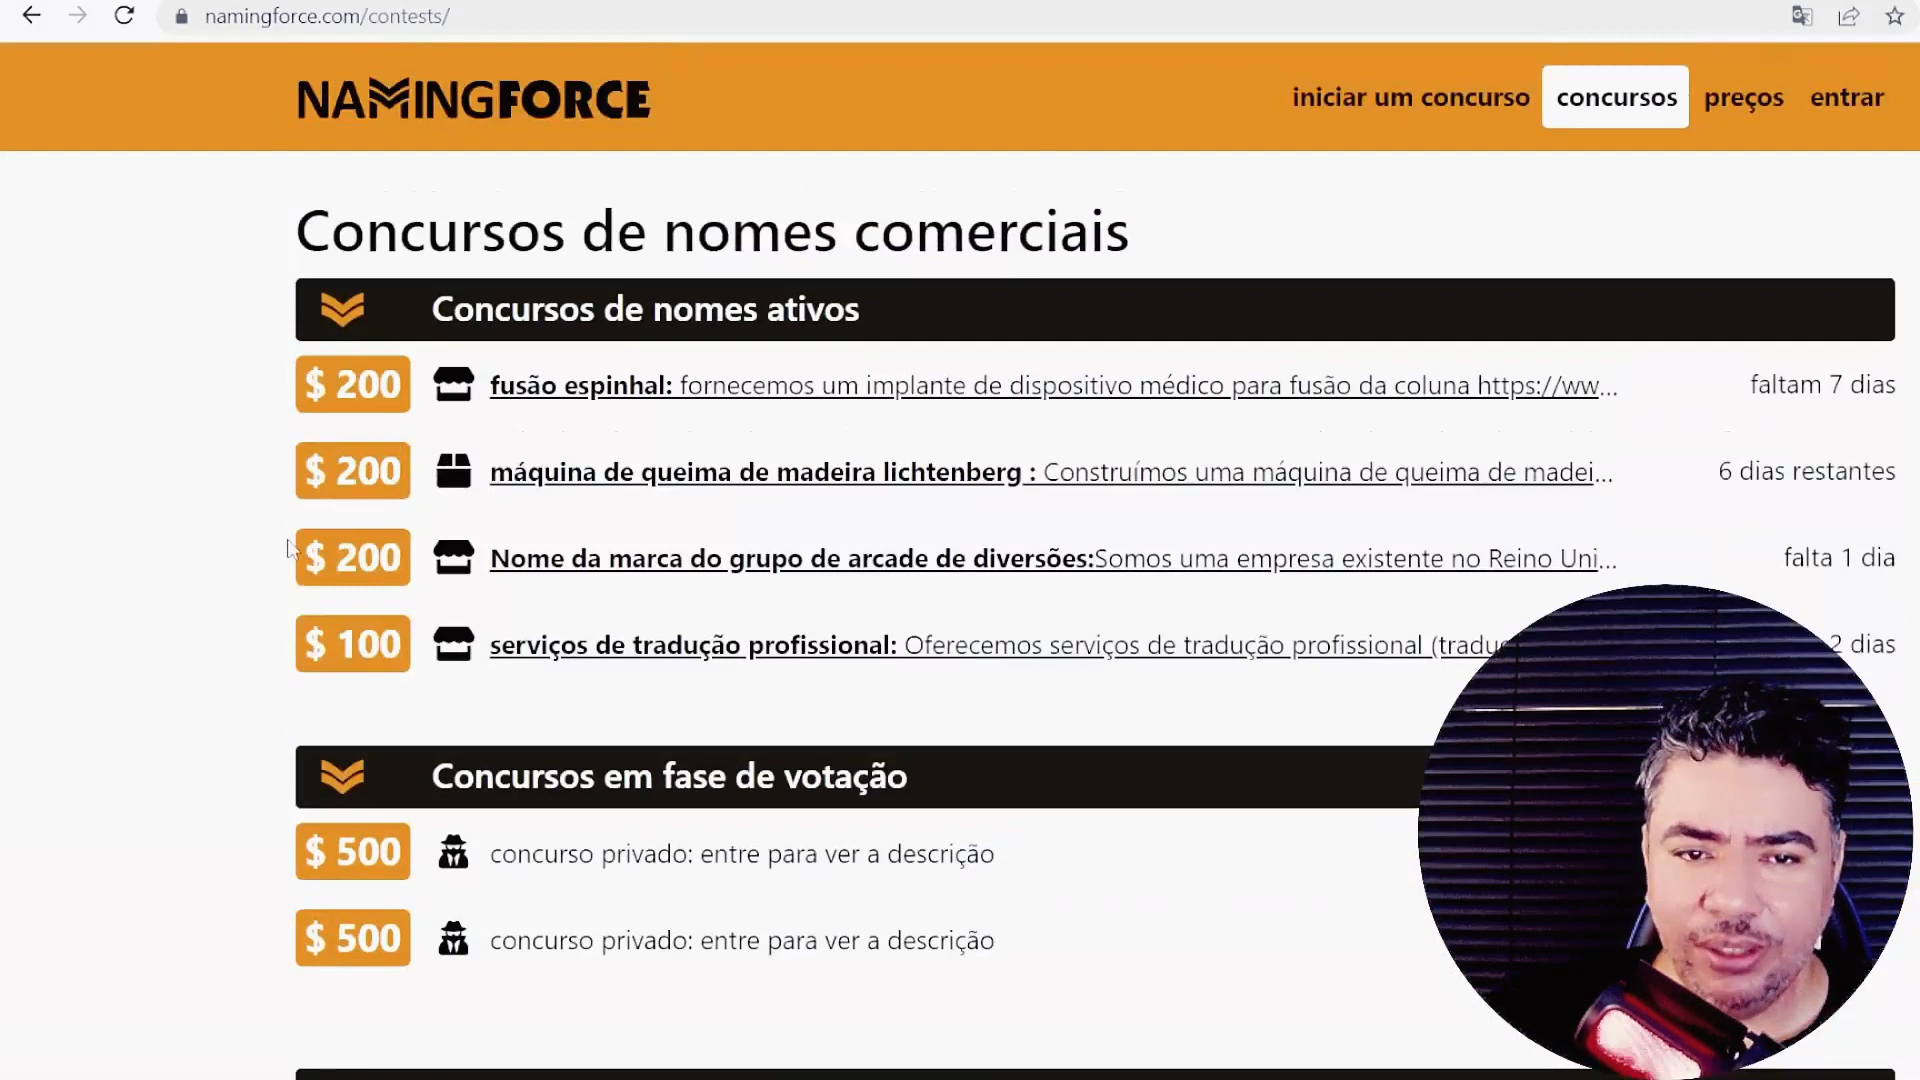 namingforce.com/contests/
NAMINGFORCE
iniciar um concurso concursos preços entrar
Concursos de nomes comerciais
Concursos de nomes ativos
$ 200 fusão espinhal: fornecemos um implante de dispositivo médico para fusão da coluna https://ww... faltam 7 dias
$ 200 máquina de queima de madeira lichtenberg : Construímos uma máquina de queima de madei... 6 dias restantes
$ 200 Nome da marca do grupo de arcade de diversões:Somos uma empresa existente no Reino Uni... falta 1 dia
$ 100 serviços de tradução profissional: Oferecemos serviços de tradução profissional (traduç 2 dias
Concursos em fase de votação
$ 500 concurso privado: entre para ver a descrição
$ 500 concurso privado: entre para ver a descrição